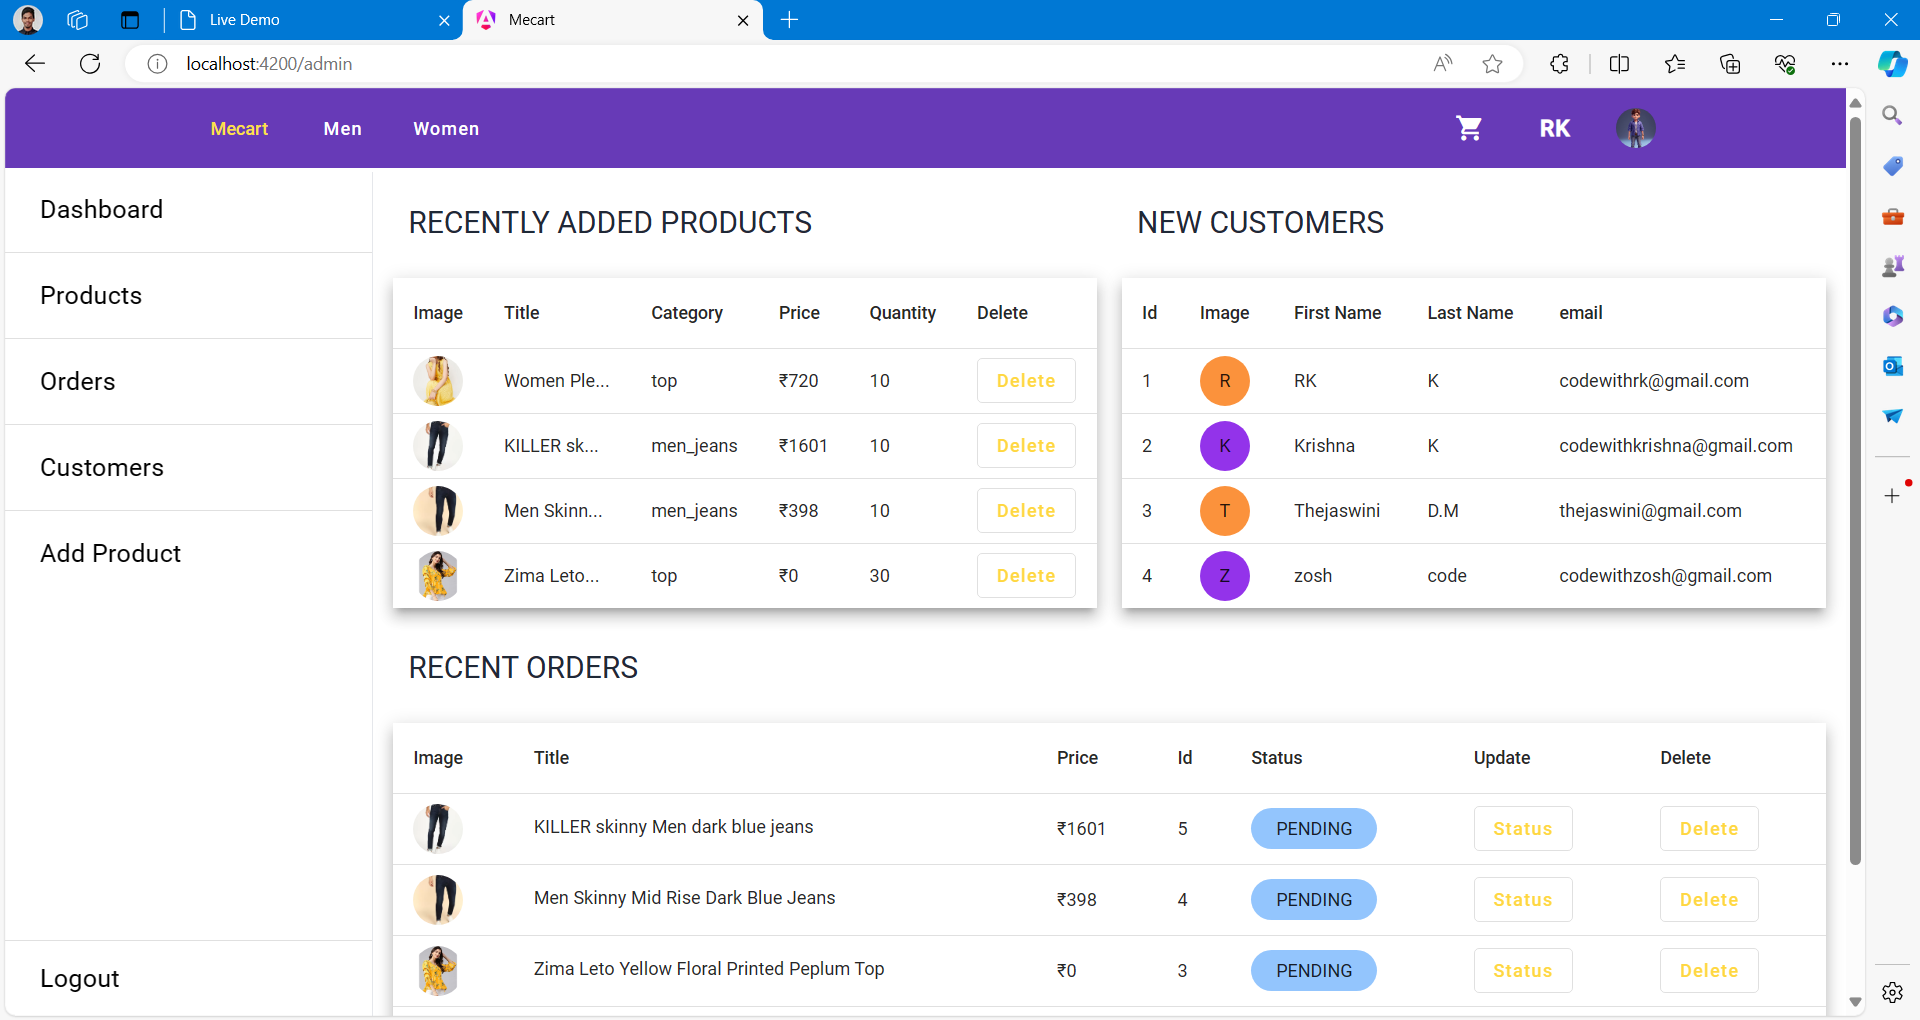 Live Demo
Mecart
localhost:4200/admin
Mecart Men Women RK
Dashboard
Products
Orders
Customers
Add Product
Logout
RECENTLY ADDED PRODUCTS
Image Title Category Price Quantity Delete
Women Ple... top ₹720 10 Delete
KILLER sk... men_jeans ₹1601 10 Delete
Men Skinn... men_jeans ₹398 10 Delete
Zima Leto... top ₹0 30 Delete
NEW CUSTOMERS
Id Image First Name Last Name email
1 R RK K codewithrk@gmail.com
2 K Krishna K codewithkrishna@gmail.com
3 T Thejaswini D.M thejaswini@gmail.com
4 Z zosh code codewithzosh@gmail.com
RECENT ORDERS
Image Title Price Id Status Update Delete
KILLER skinny Men dark blue jeans ₹1601 5 PENDING Status Delete
Men Skinny Mid Rise Dark Blue Jeans ₹398 4 PENDING Status Delete
Zima Leto Yellow Floral Printed Peplum Top ₹0 3 PENDING Status Delete